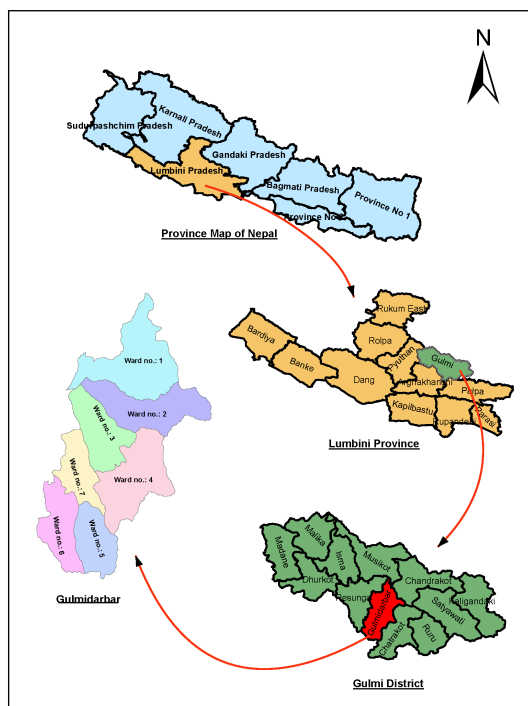 N
Karnali Pradesh
Sudurpashchim Pradesh
Gandaki Pradesh
Lumbini Pradesh
Bagmati Pradesh
Province No 1
Province No
Province Map of Nepal
Rukum East
Bardiya
Rolpa
Banke
Pyuthan
Gulmi
Dang
Arghakhanchi
Palpa
Kapilbastu
Rupandehi
parasi
Lumbini Province
Ward no.: 1
Ward no.: 2
Ward no.: 3
Ward no.: 4
Ward no.: 7
Ward no.: 6
Ward no.: 5
Gulmidarbar
Malika
Madane
Isma
Musikot
Dhurkot
Chandrakot
Resunga
Kaligandaki
Satyawati
Gulmidarbar
Ruru
Chatrakot
Gulmi District